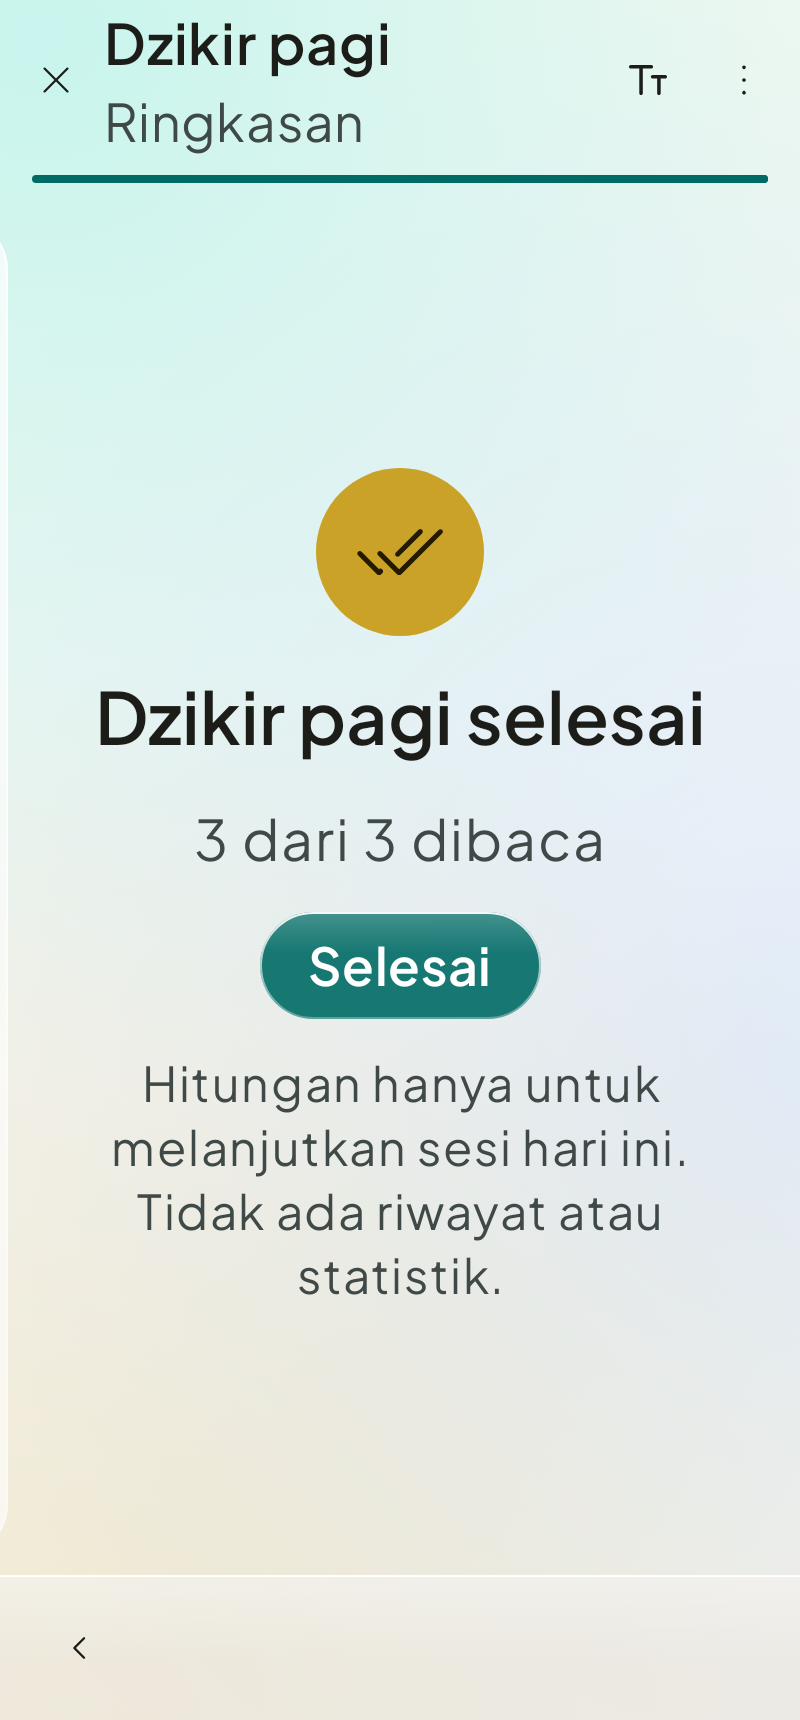 Dzikir pagi
Ringkasan
Tт
Dzikir pagi selesai
3 dari 3 dibaca
Selesai
Hitungan hanya untuk
melanjutkan sesi hari ini.
Tidak ada riwayat atau
statistik.